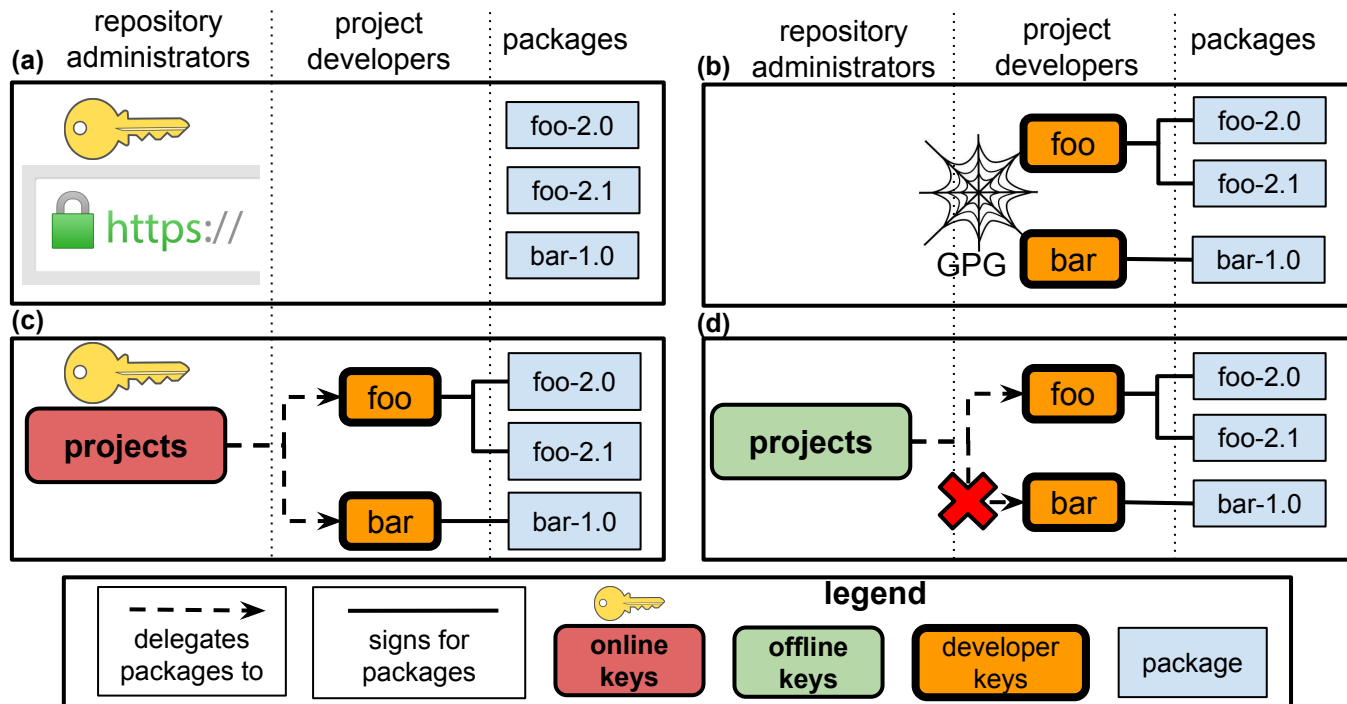 repository
administrators
project
developers
packages
(a)
https://
foo-2.0
foo-2.1
bar-1.0
repository
administrators
project
developers
packages
(b)
GPG
foo
bar
foo-2.0
foo-2.1
bar-1.0
(c)
projects
foo
bar
foo-2.0
foo-2.1
bar-1.0
(d)
projects
foo
bar
foo-2.0
foo-2.1
bar-1.0
legend
delegates
packages to
signs for
packages
online
keys
offline
keys
developer
keys
package